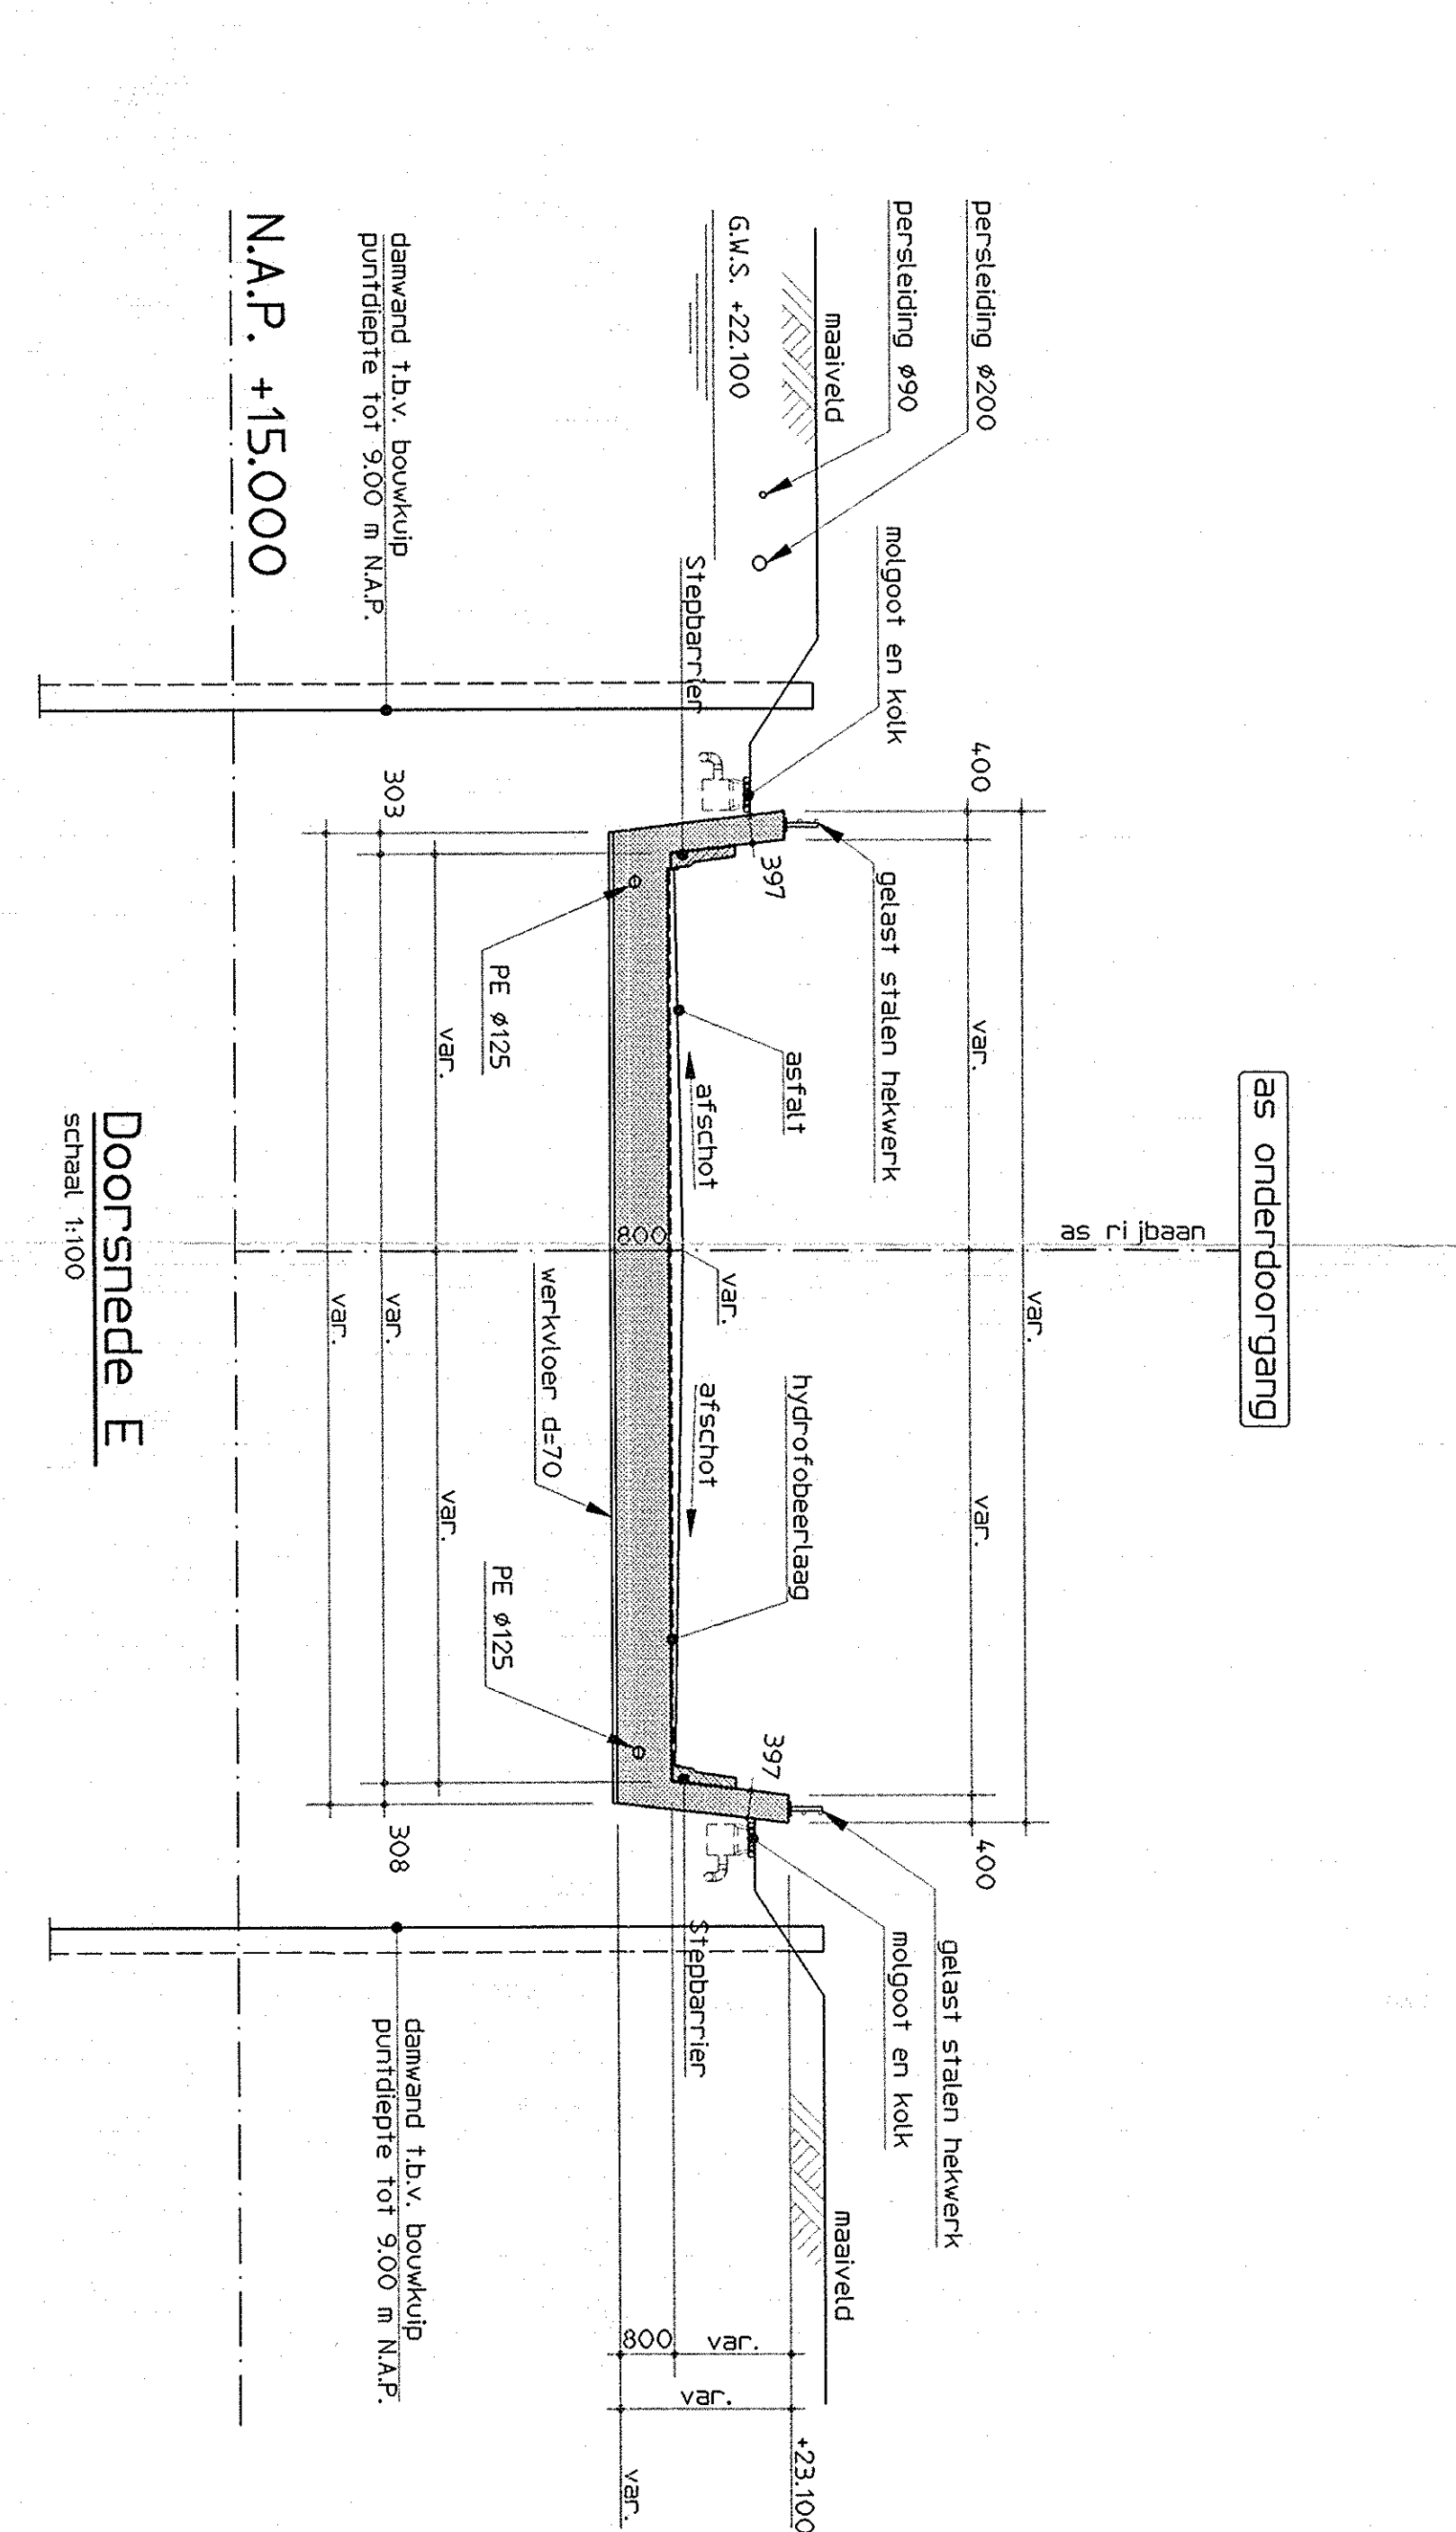 as onderdoorgang
as rijbaan
persleiding ø200
persleiding ø90
maaiveld
G.W.S. +22.100
molgoot en kolk
Stepbarrier
400
var.
var.
var.
400
gelast stalen hekwerk
397
asfalt
afschot
800
var.
hydrofobeerlaag
afschot
397
gelast stalen hekwerk
molgoot en kolk
Stepbarrier
maaiveld
+23.100
800
var.
var.
var.
PE ø125
werkvloer d=70
PE ø125
var.
var.
303
var.
308
var.
damwand t.b.v. bouwkuip
puntdiepte tot 9.00 m N.A.P.
damwand t.b.v. bouwkuip
puntdiepte tot 9.00 m N.A.P.
N.A.P. +15.000
Doorsnede E
schaal 1:100